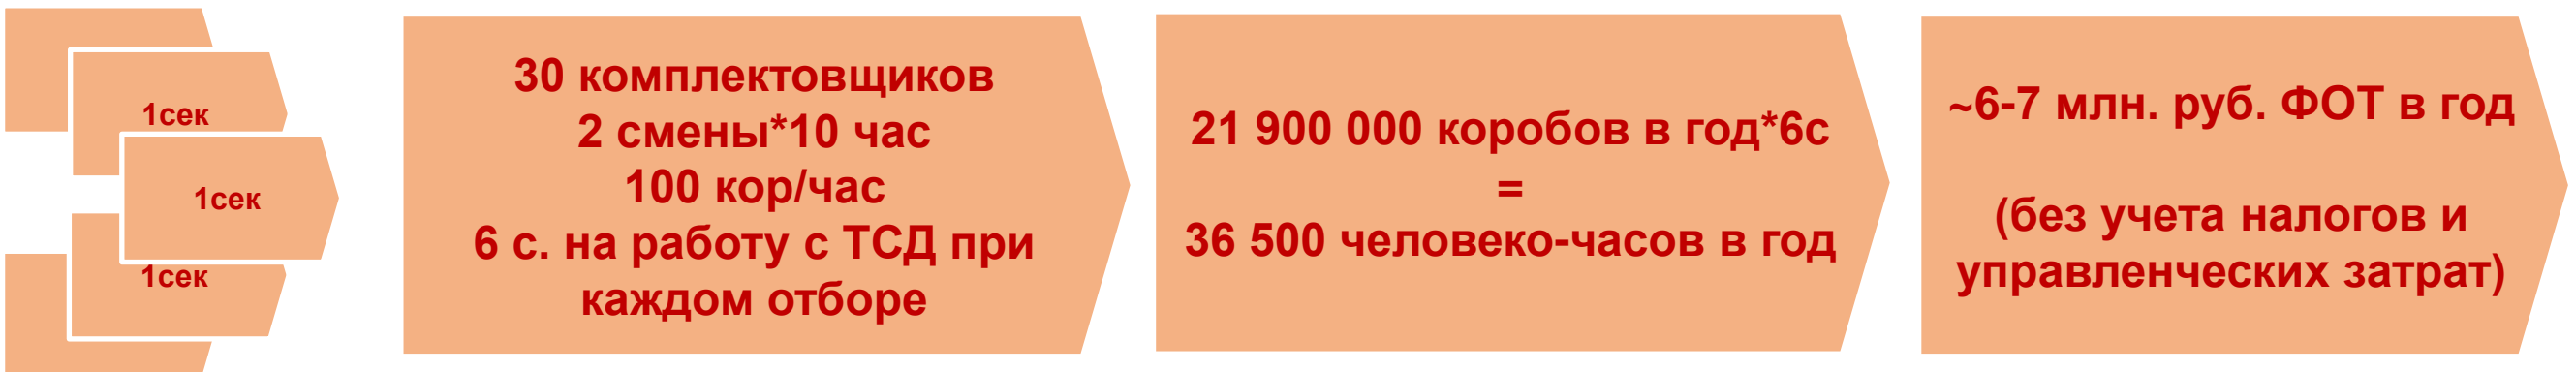 1сек
1сек
1сек
30 комплектовщиков
2 смены*10 час
100 кор/час
6 с. на работу с ТСД при
каждом отборе
21 900 000 коробов в год*6с
=
36 500 человеко-часов в год
~6-7 млн. руб. ФОТ в год
(без учета налогов и
управленческих затрат)